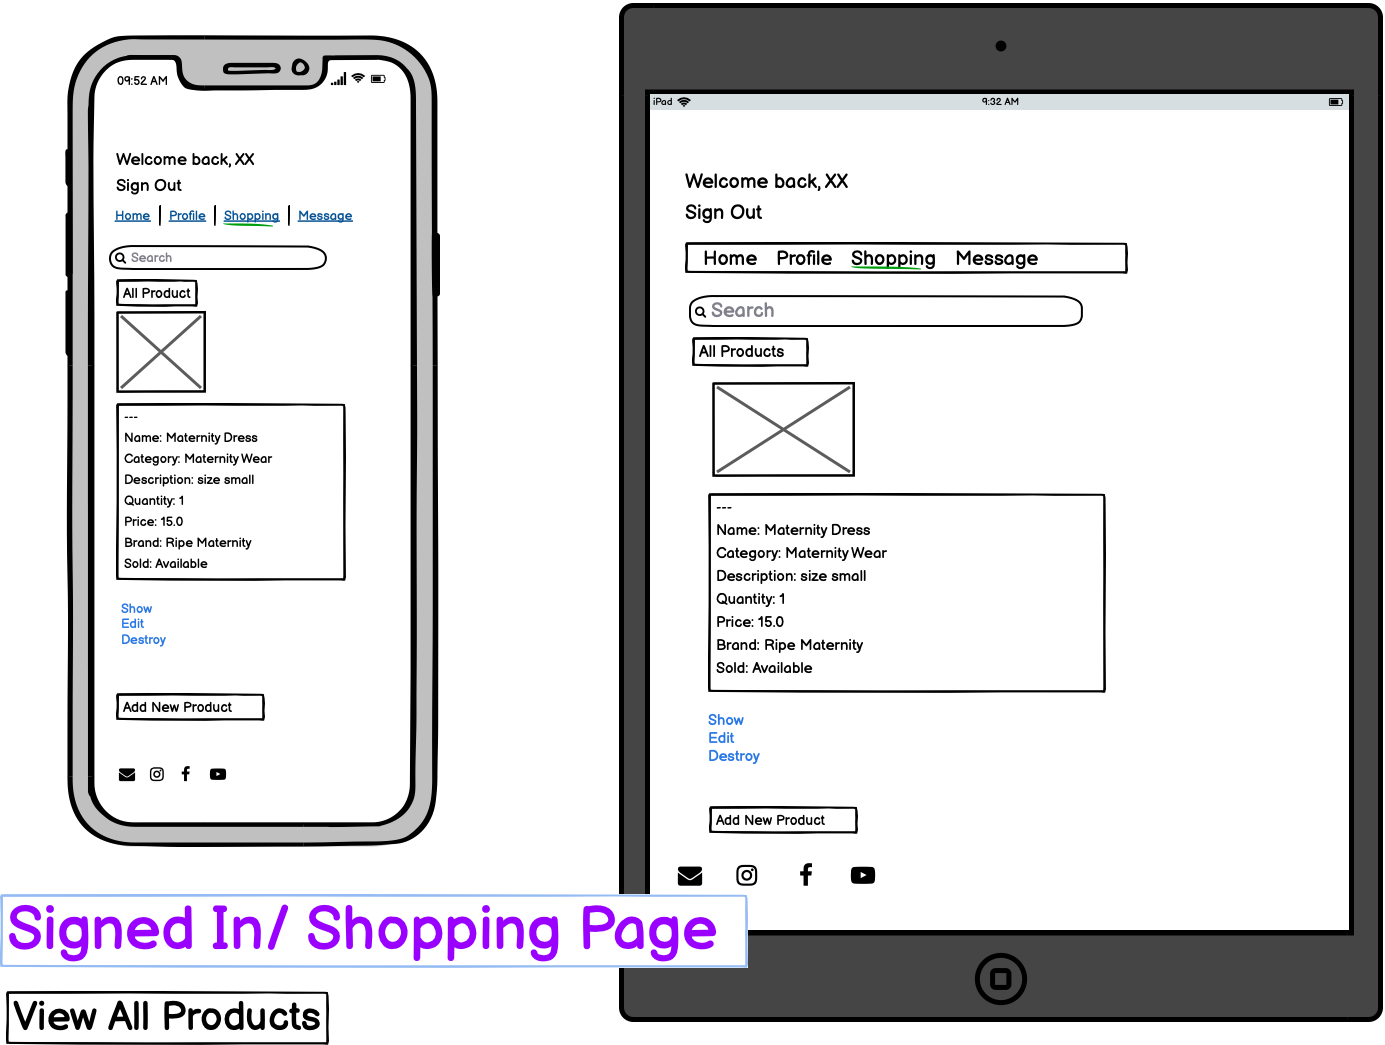 09:52 AM
Welcome back, XX
Sign Out
Home
Profile
Shopping
Message
Search
All Product
---
Name: Maternity Dress
Category: Maternity Wear
Description: size small
Quantity: 1
Price: 15.0
Brand: Ripe Maternity
Sold: Available
Show
Edit
Destroy
Add New Product
iPad
9:32 AM
Welcome back, XX
Sign Out
Home Profile Shopping Message
Search
All Products
---
Name: Maternity Dress
Category: Maternity Wear
Description: size small
Quantity: 1
Price: 15.0
Brand: Ripe Maternity
Sold: Available
Show
Edit
Destroy
Add New Product
Signed In/ Shopping Page
View All Products